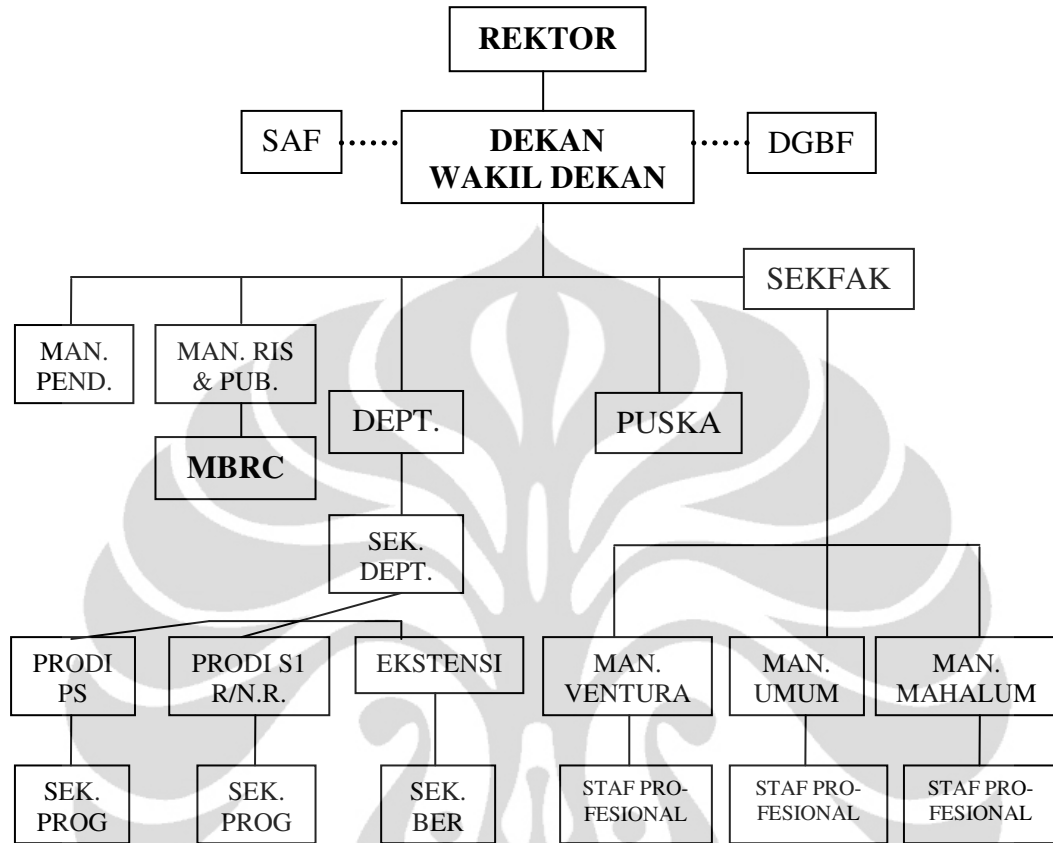 REKTOR
SAF
DEKAN
WAKIL DEKAN
DGBF
SEKFAK
MAN.
PEND.
MAN. RIS
& PUB.
DEPT.
PUSKA
MBRC
SEK.
DEPT.
PRODI
PS
PRODI S1
R/N.R.
EKSTENSI
MAN.
VENTURA
MAN.
UMUM
MAN.
MAHALUM
SEK.
PROG
SEK.
PROG
SEK.
BER
STAF PRO-
FESIONAL
STAF PRO-
FESIONAL
STAF PRO-
FESIONAL